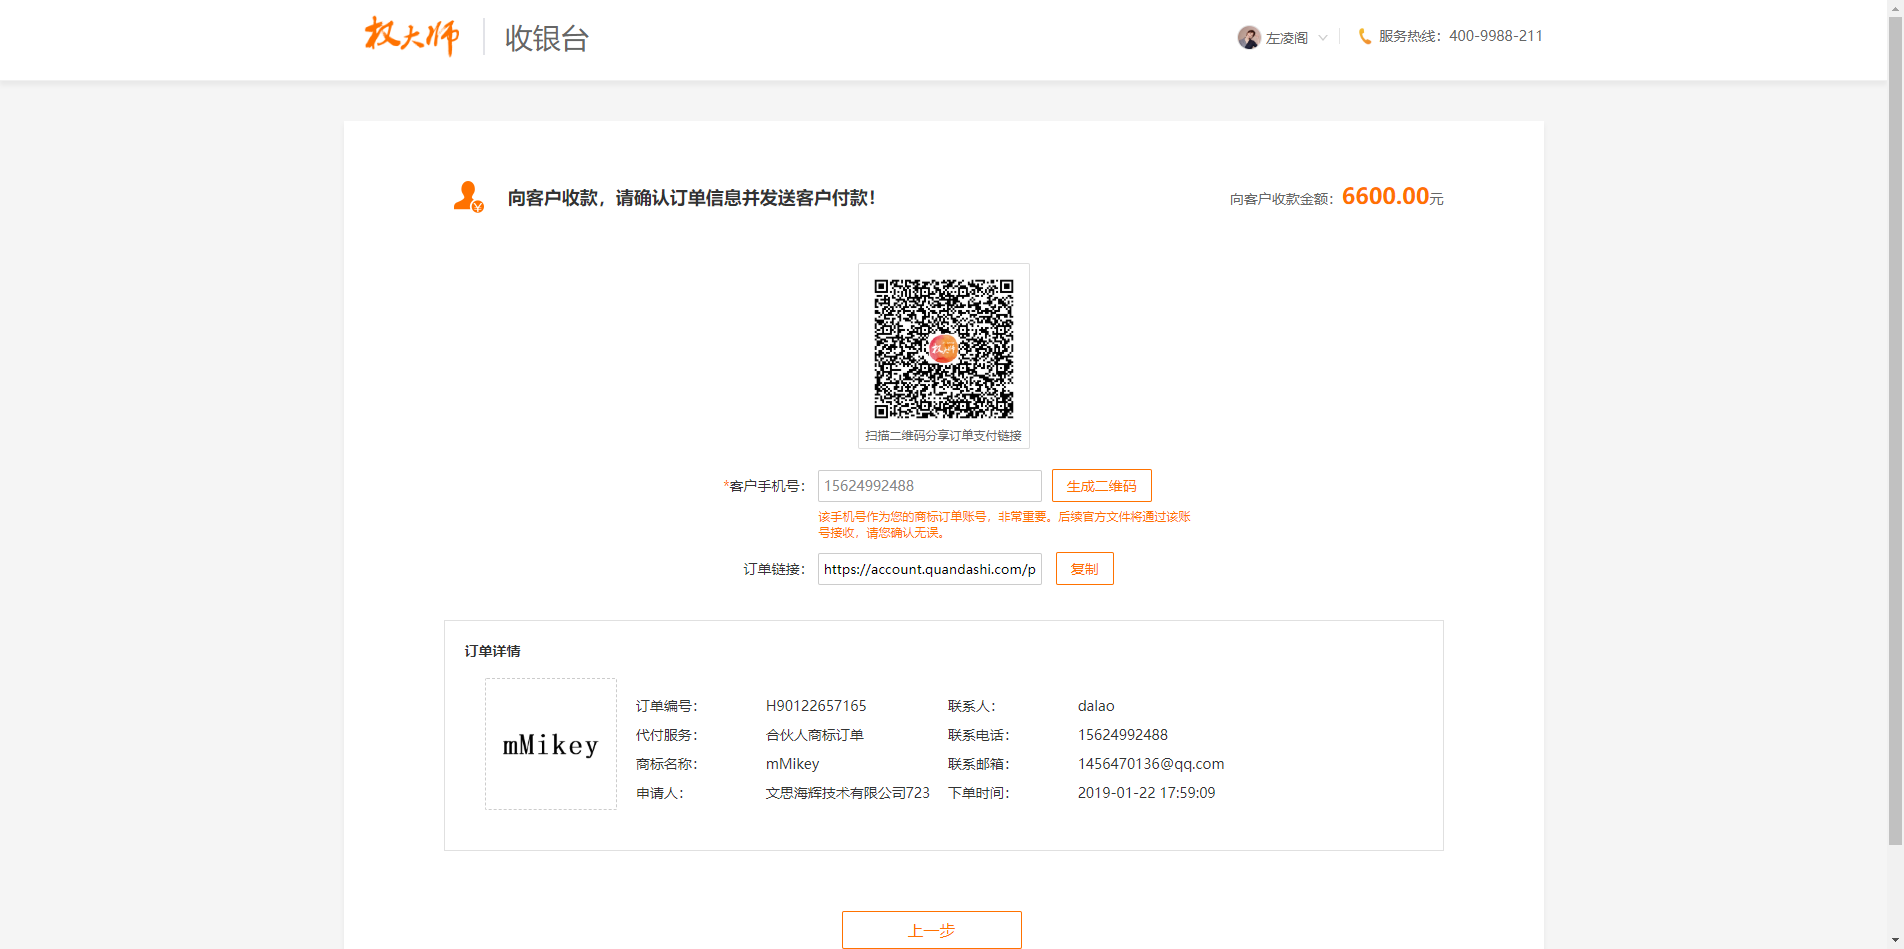 权大师 收银台 左凌阁 服务热线：400-9988-211
向客户收款，请确认订单信息并发送客户付款！ 向客户收款金额：6600.00元
权大师
扫描二维码分享订单支付链接
*客户手机号： 15624992488 生成二维码
该手机号作为您的商标订单账号，非常重要。后续官方文件将通过该账
号接收，请您确认无误。
订单链接： https://account.quandashi.com/p 复制
订单详情
mMikey
订单编号： H90122657165 联系人： dalao
代付服务： 合伙人商标订单 联系电话： 15624992488
商标名称： mMikey 联系邮箱： 1456470136@qq.com
申请人： 文思海辉技术有限公司723 下单时间： 2019-01-22 17:59:09
上一步